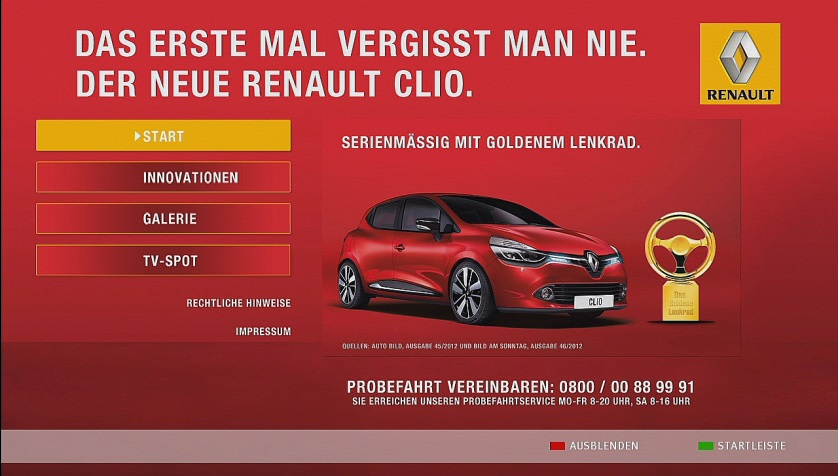 DAS ERSTE MAL VERGISST MAN NIE.
DER NEUE RENAULT CLIO.
RENAULT
START
INNOVATIONEN
GALERIE
TV-SPOT
RECHTLICHE HINWEISE
IMPRESSUM
SERIENMÄSSIG MIT GOLDENEM LENKRAD.
CLIO
Das
Goldene
Lenkrad
QUELLEN: AUTO BILD, AUSGABE 45/2012 UND BILD AM SONNTAG, AUSGABE 46/2012
PROBEFAHRT VEREINBAREN: 0800 / 00 88 99 91
SIE ERREICHEN UNSEREN PROBEFAHRTSERVICE MO-FR 8-20 UHR, SA 8-16 UHR
AUSBLENDEN
STARTLEISTE